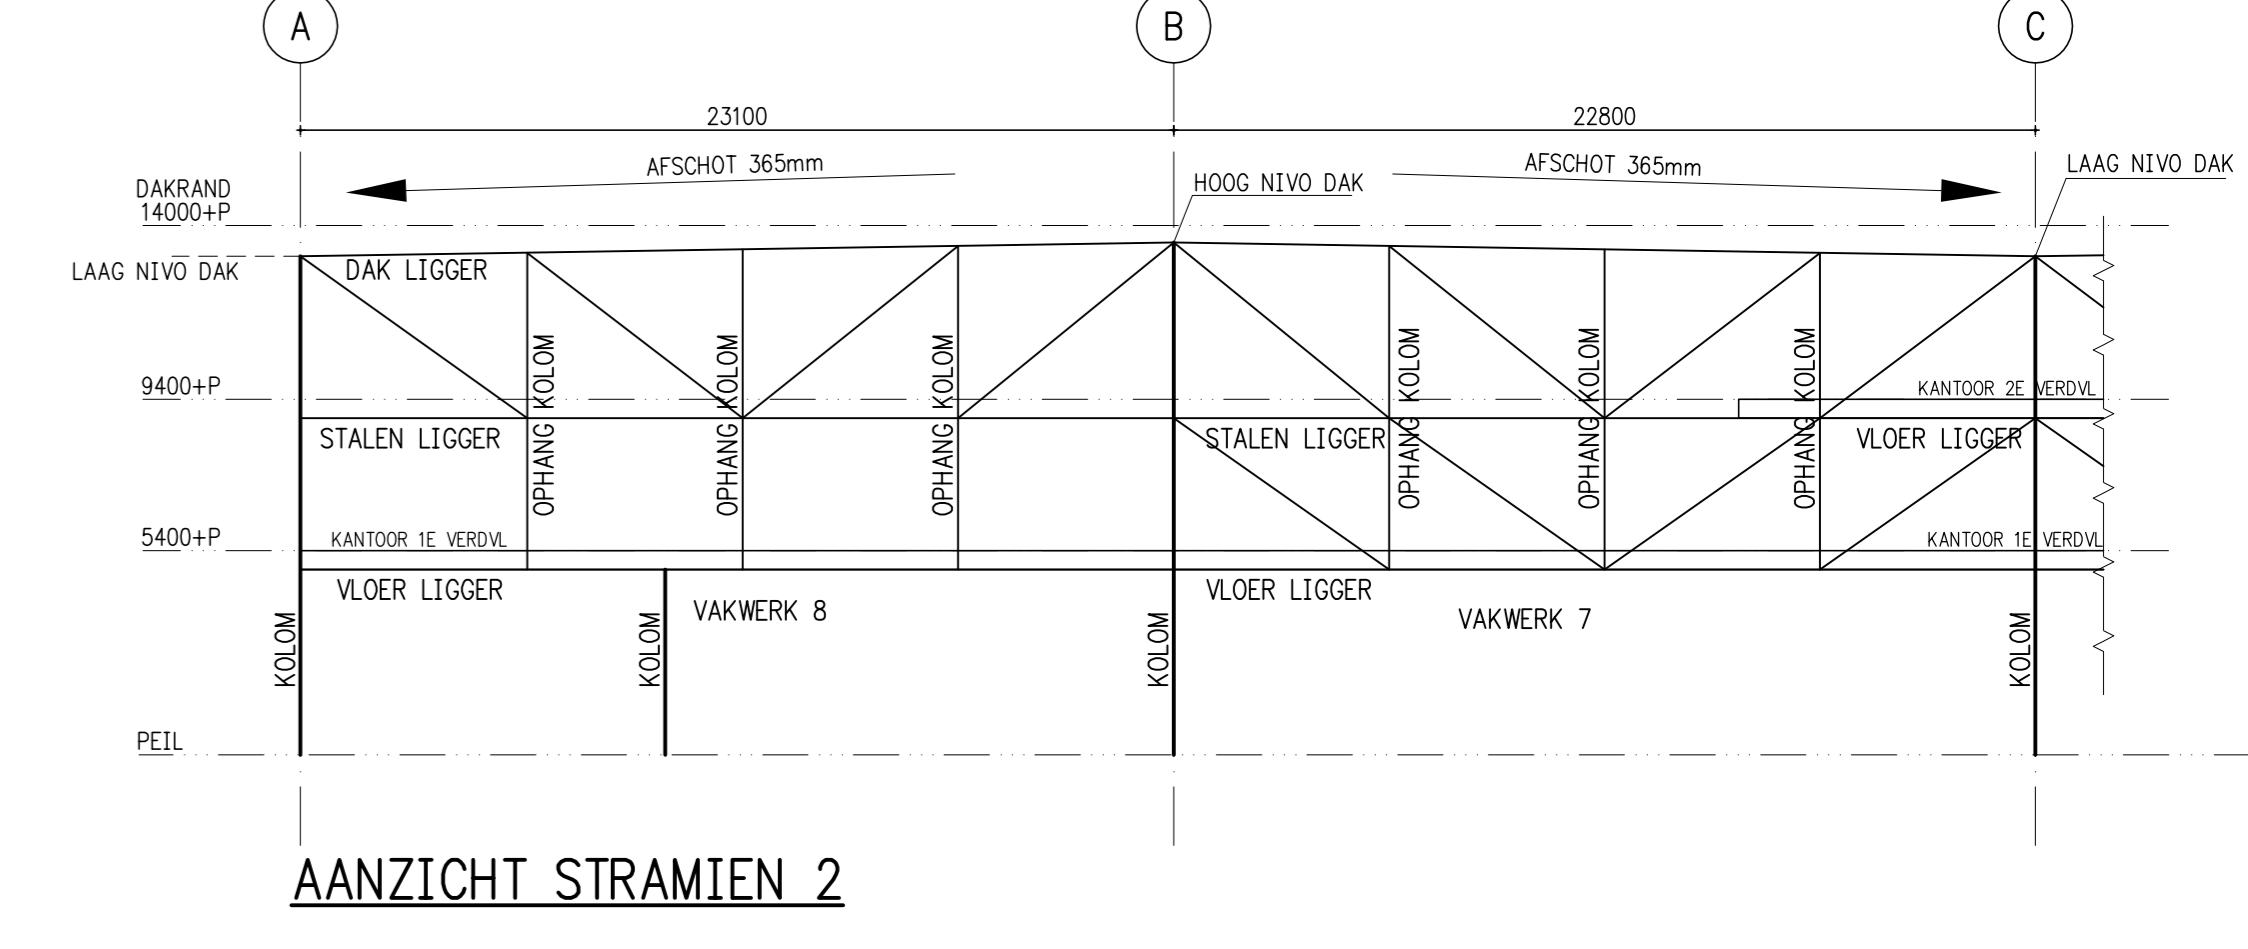 A
B
C
23100
22800
AFSCHOT 365mm
AFSCHOT 365mm
LAAG NIVO DAK
HOOG NIVO DAK
DAKRAND
14000+P
LAAG NIVO DAK
DAK LIGGER
9400+P
KANTOOR 2E VERDVL
OPHANG KOLOM
OPHANG KOLOM
OPHANG KOLOM
OPHANG KOLOM
OPHANG KOLOM
OPHANG KOLOM
STALEN LIGGER
STALEN LIGGER
VLOER LIGGER
5400+P
KANTOOR 1E VERDVL
KANTOOR 1E VERDVL
VLOER LIGGER
VLOER LIGGER
VAKWERK 8
VAKWERK 7
KOLOM
KOLOM
KOLOM
KOLOM
PEIL
AANZICHT STRAMIEN 2